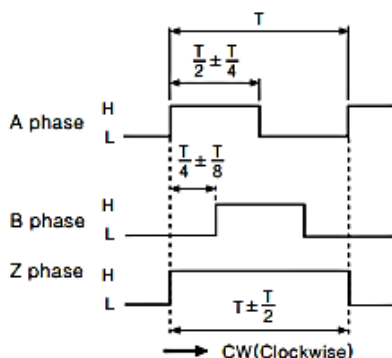 T
T/2 ± T/4
H
A phase
L
T/4 ± T/8
H
B phase
L
Z phase
H
L
T ± T/2
CW(Clockwise)